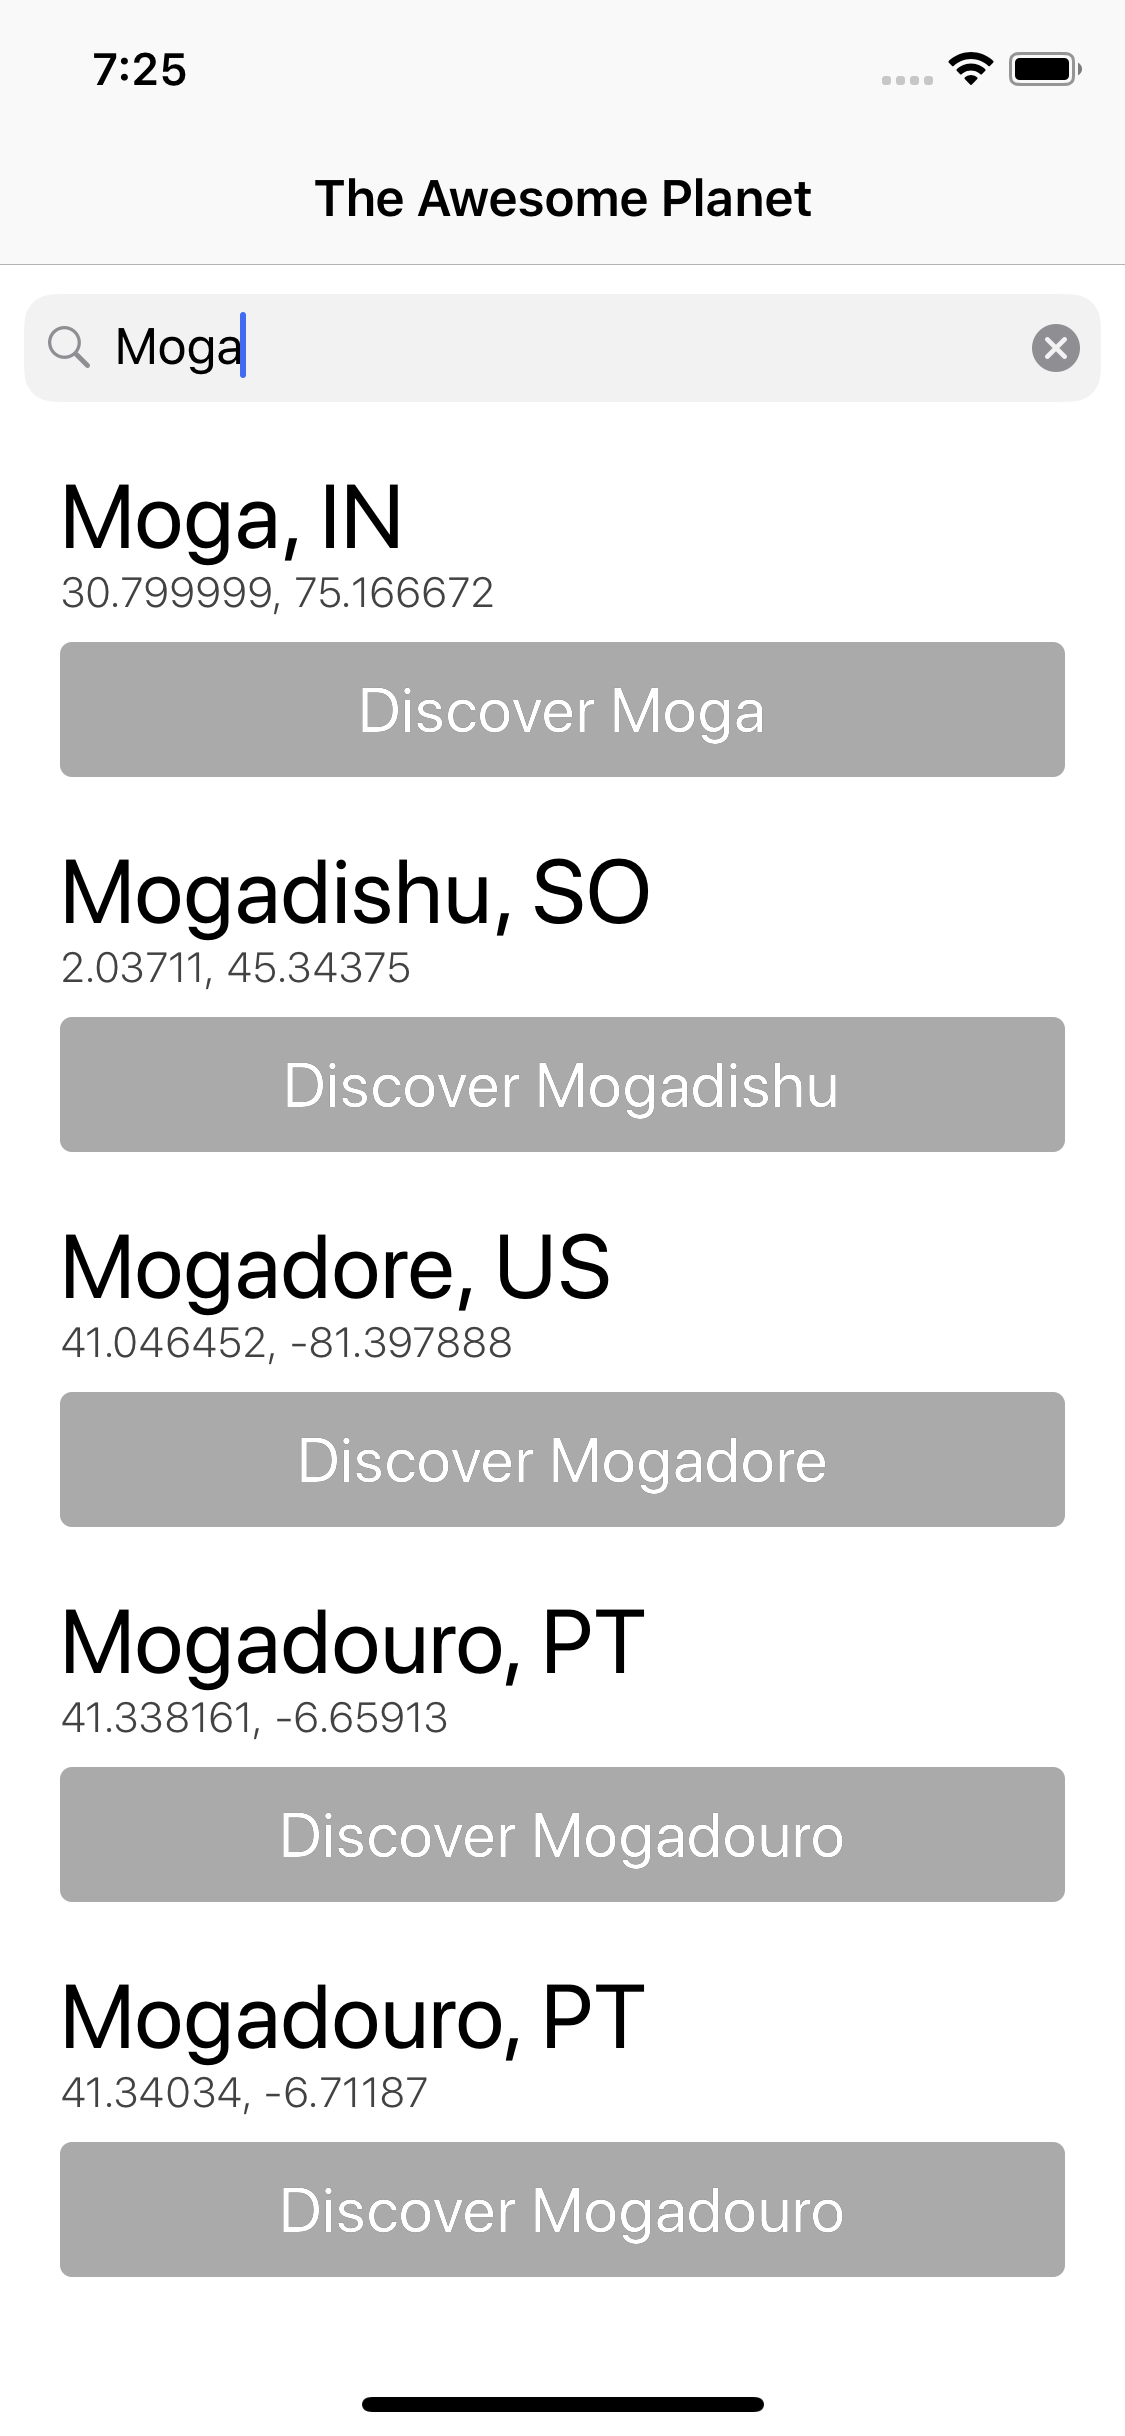 7:25
The Awesome Planet
Moga
Moga, IN
30.799999, 75.166672
Discover Moga
Mogadishu, SO
2.03711, 45.34375
Discover Mogadishu
Mogadore, US
41.046452, -81.397888
Discover Mogadore
Mogadouro, PT
41.338161, -6.65913
Discover Mogadouro
Mogadouro, PT
41.34034, -6.71187
Discover Mogadouro